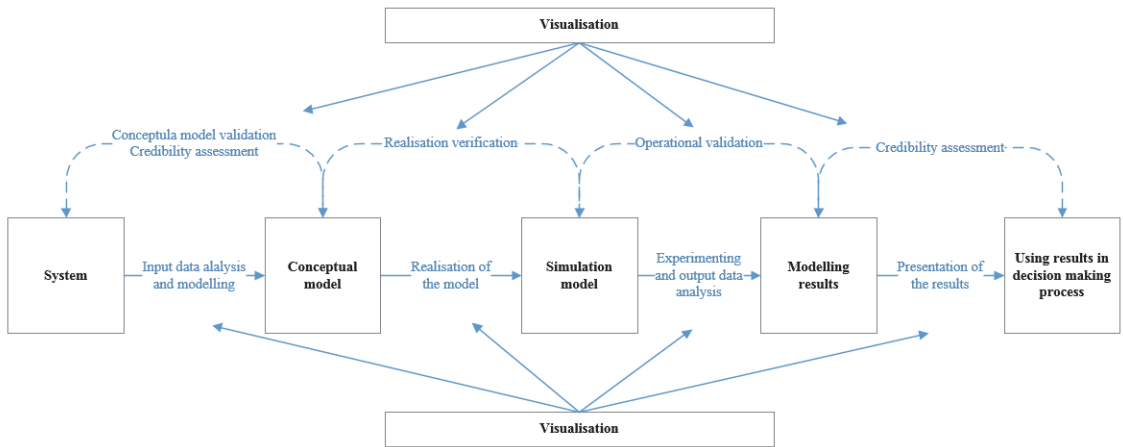 Visualisation
Conceptula model validation
Credibility assessment
Realisation verification
Operational validation
Credibility assessment
System
Input data alalysis
and modelling
Conceptual
model
Realisation of
the model
Simulation
model
Experimenting
and output data
analysis
Modelling
results
Presentation of
the results
Using results in
decision making
process
Visualisation